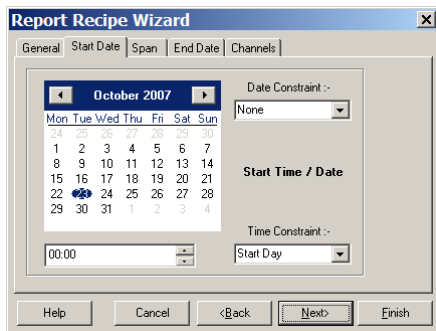 Report Recipe Wizard
General Start Date Span End Date Channels
October 2007
Mon Tue Wed Thu Fri Sat Sun
24 25 26 27 28 29 30
1 2 3 4 5 6 7
8 9 10 11 12 13 14
15 16 17 18 19 20 21
22 23 24 25 26 27 28
29 30 31 1 2 3 4
00:00
Date Constraint :-
None
Start Time / Date
Time Constraint :-
Start Day
Help Cancel <Back Next> Finish